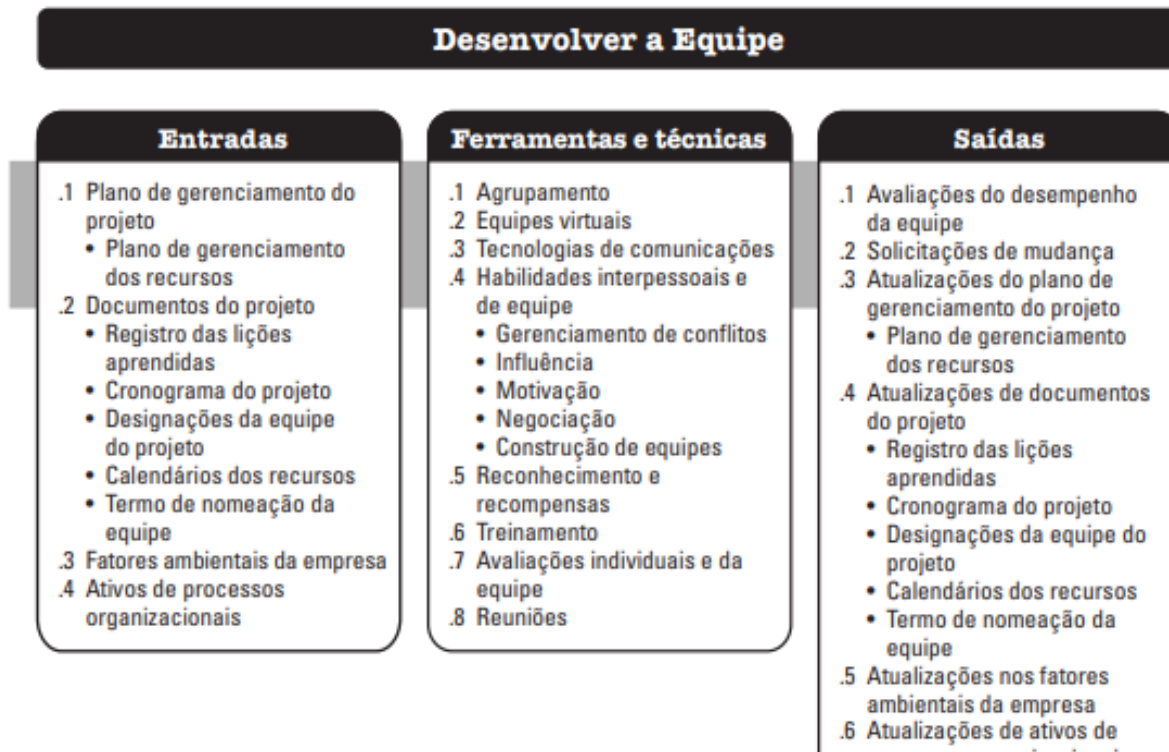 Desenvolver a Equipe
Entradas
.1 Plano de gerenciamento do
projeto
• Plano de gerenciamento
dos recursos
.2 Documentos do projeto
• Registro das lições
aprendidas
• Cronograma do projeto
• Designações da equipe
do projeto
• Calendários dos recursos
• Termo de nomeação da
equipe
.3 Fatores ambientais da empresa
.4 Ativos de processos
organizacionais
Ferramentas e técnicas
.1 Agrupamento
.2 Equipes virtuais
.3 Tecnologias de comunicações
.4 Habilidades interpessoais e
de equipe
• Gerenciamento de conflitos
• Influência
• Motivação
• Negociação
• Construção de equipes
.5 Reconhecimento e
recompensas
.6 Treinamento
.7 Avaliações individuais e da
equipe
.8 Reuniões
Saídas
.1 Avaliações do desempenho
da equipe
.2 Solicitações de mudança
.3 Atualizações do plano de
gerenciamento do projeto
• Plano de gerenciamento
dos recursos
.4 Atualizações de documentos
do projeto
• Registro das lições
aprendidas
• Cronograma do projeto
• Designações da equipe do
projeto
• Calendários dos recursos
• Termo de nomeação da
equipe
.5 Atualizações nos fatores
ambientais da empresa
.6 Atualizações de ativos de